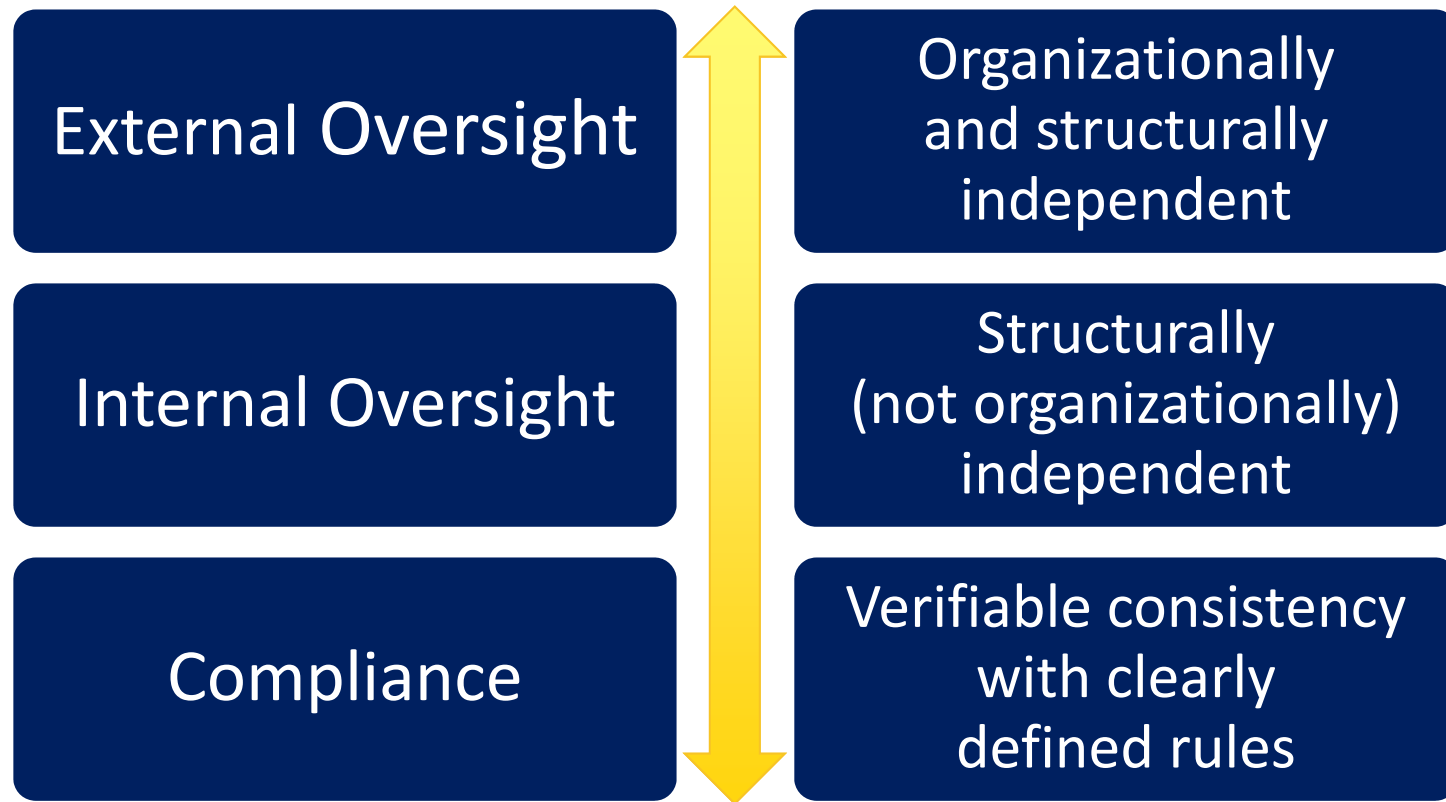 External Oversight
Organizationally
and structurally
independent
Internal Oversight
Structurally
(not organizationally)
independent
Compliance
Verifiable consistency
with clearly
defined rules